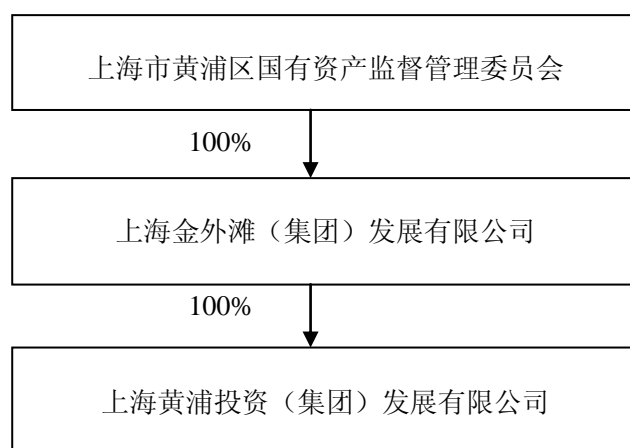 上海市黄浦区国有资产监督管理委员会
100%
上海金外滩（集团）发展有限公司
100%
上海黄浦投资（集团）发展有限公司